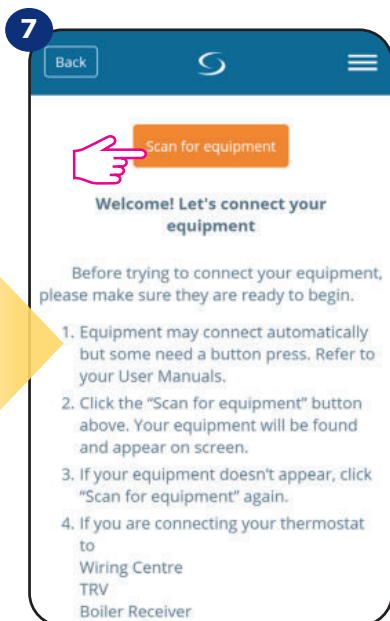 7
Back
Scan for equipment
Welcome! Let's connect your
equipment
Before trying to connect your equipment,
please make sure they are ready to begin.
1. Equipment may connect automatically
but some need a button press. Refer to
your User Manuals.
2. Click the “Scan for equipment” button
above. Your equipment will be found
and appear on screen.
3. If your equipment doesn’t appear, click
“Scan for equipment” again.
4. If you are connecting your thermostat
to
Wiring Centre
TRV
Boiler Receiver